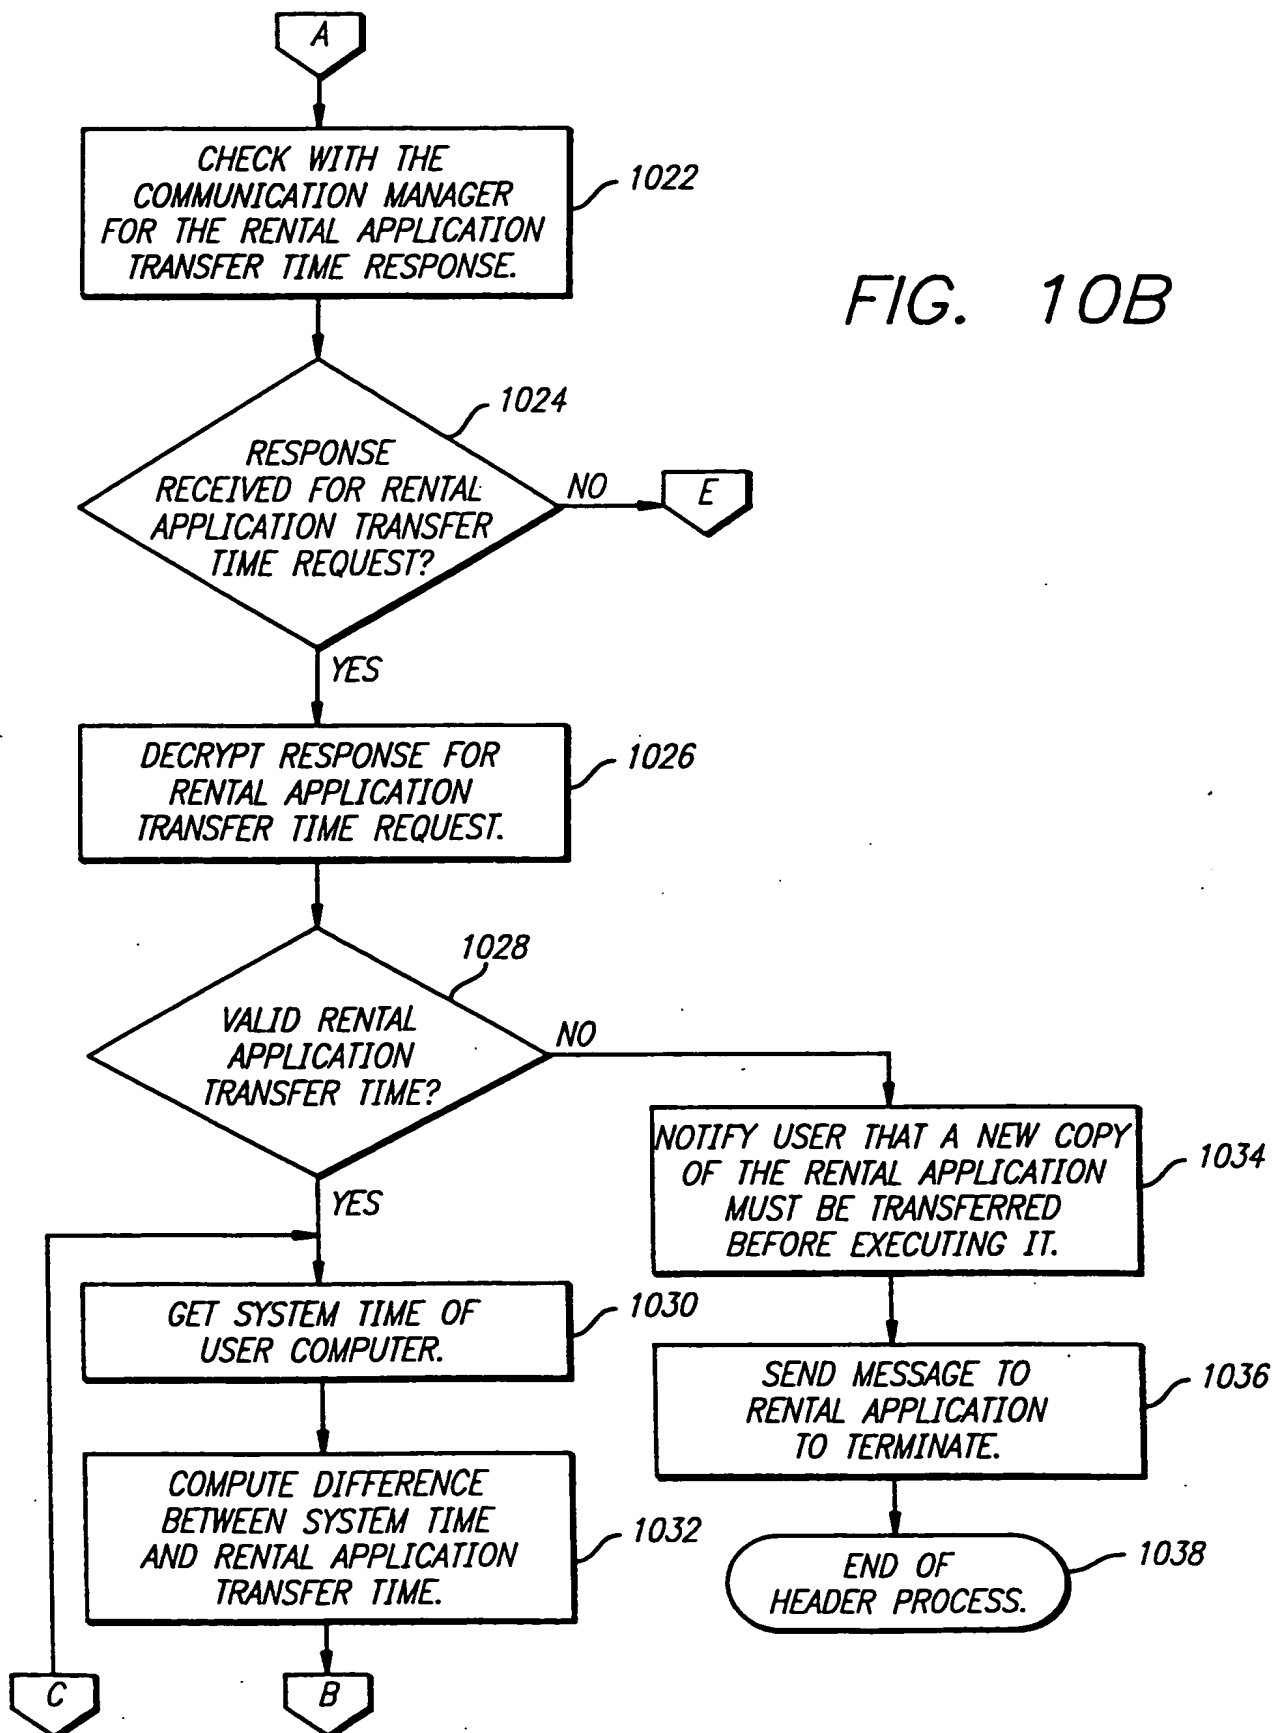 A
CHECK WITH THE
COMMUNICATION MANAGER
FOR THE RENTAL APPLICATION
TRANSFER TIME RESPONSE.
1022
FIG. 10B
1024
RESPONSE
RECEIVED FOR RENTAL
APPLICATION TRANSFER
TIME REQUEST?
NO
E
YES
DECRYPT RESPONSE FOR
RENTAL APPLICATION
TRANSFER TIME REQUEST.
1026
1028
VALID RENTAL
APPLICATION
TRANSFER TIME?
NO
YES
NOTIFY USER THAT A NEW COPY
OF THE RENTAL APPLICATION
MUST BE TRANSFERRED
BEFORE EXECUTING IT.
1034
GET SYSTEM TIME OF
USER COMPUTER.
1030
SEND MESSAGE TO
RENTAL APPLICATION
TO TERMINATE.
1036
COMPUTE DIFFERENCE
BETWEEN SYSTEM TIME
AND RENTAL APPLICATION
TRANSFER TIME.
1032
END OF
HEADER PROCESS.
1038
C
B